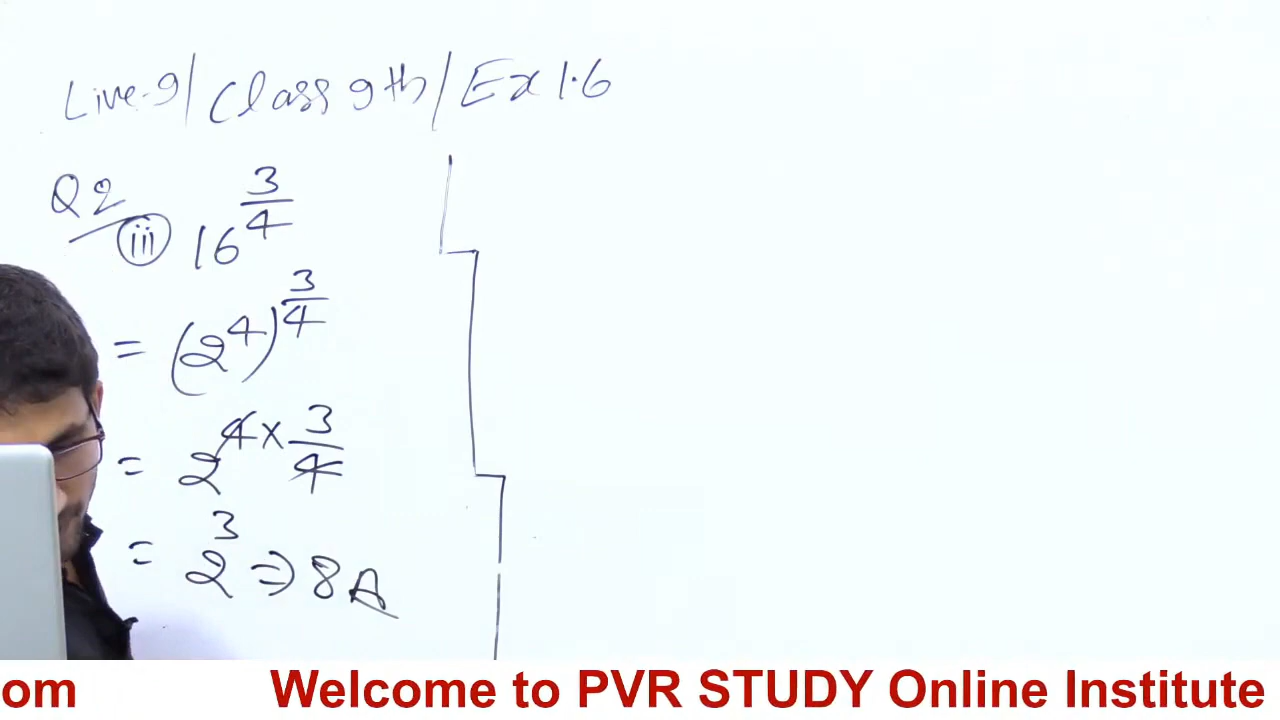 Live-9/Class 9th/Ex 1.6
Q2
(iii) 16^(3/4)
= (2^4)^(3/4)
= 2^(4×3/4)
= 2^3 ⇒ 8 A
om Welcome to PVR STUDY Online Institute